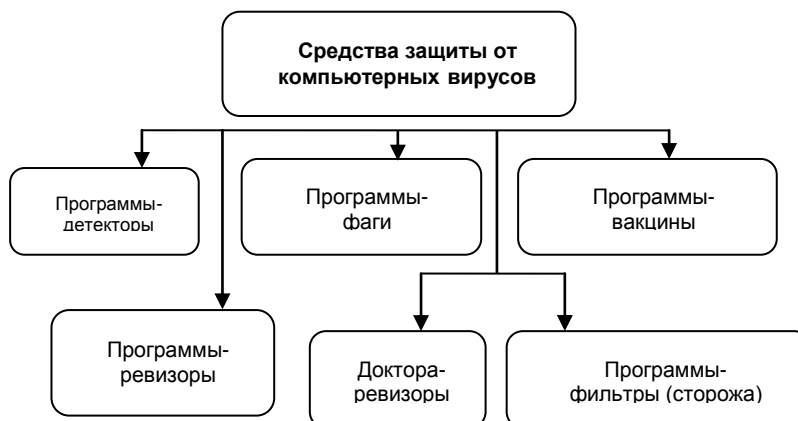 Средства защиты от
компьютерных вирусов
Программы-
детекторы
Программы-
фаги
Программы-
вакцины
Программы-
ревизоры
Доктора-
ревизоры
Программы-
фильтры (сторожа)